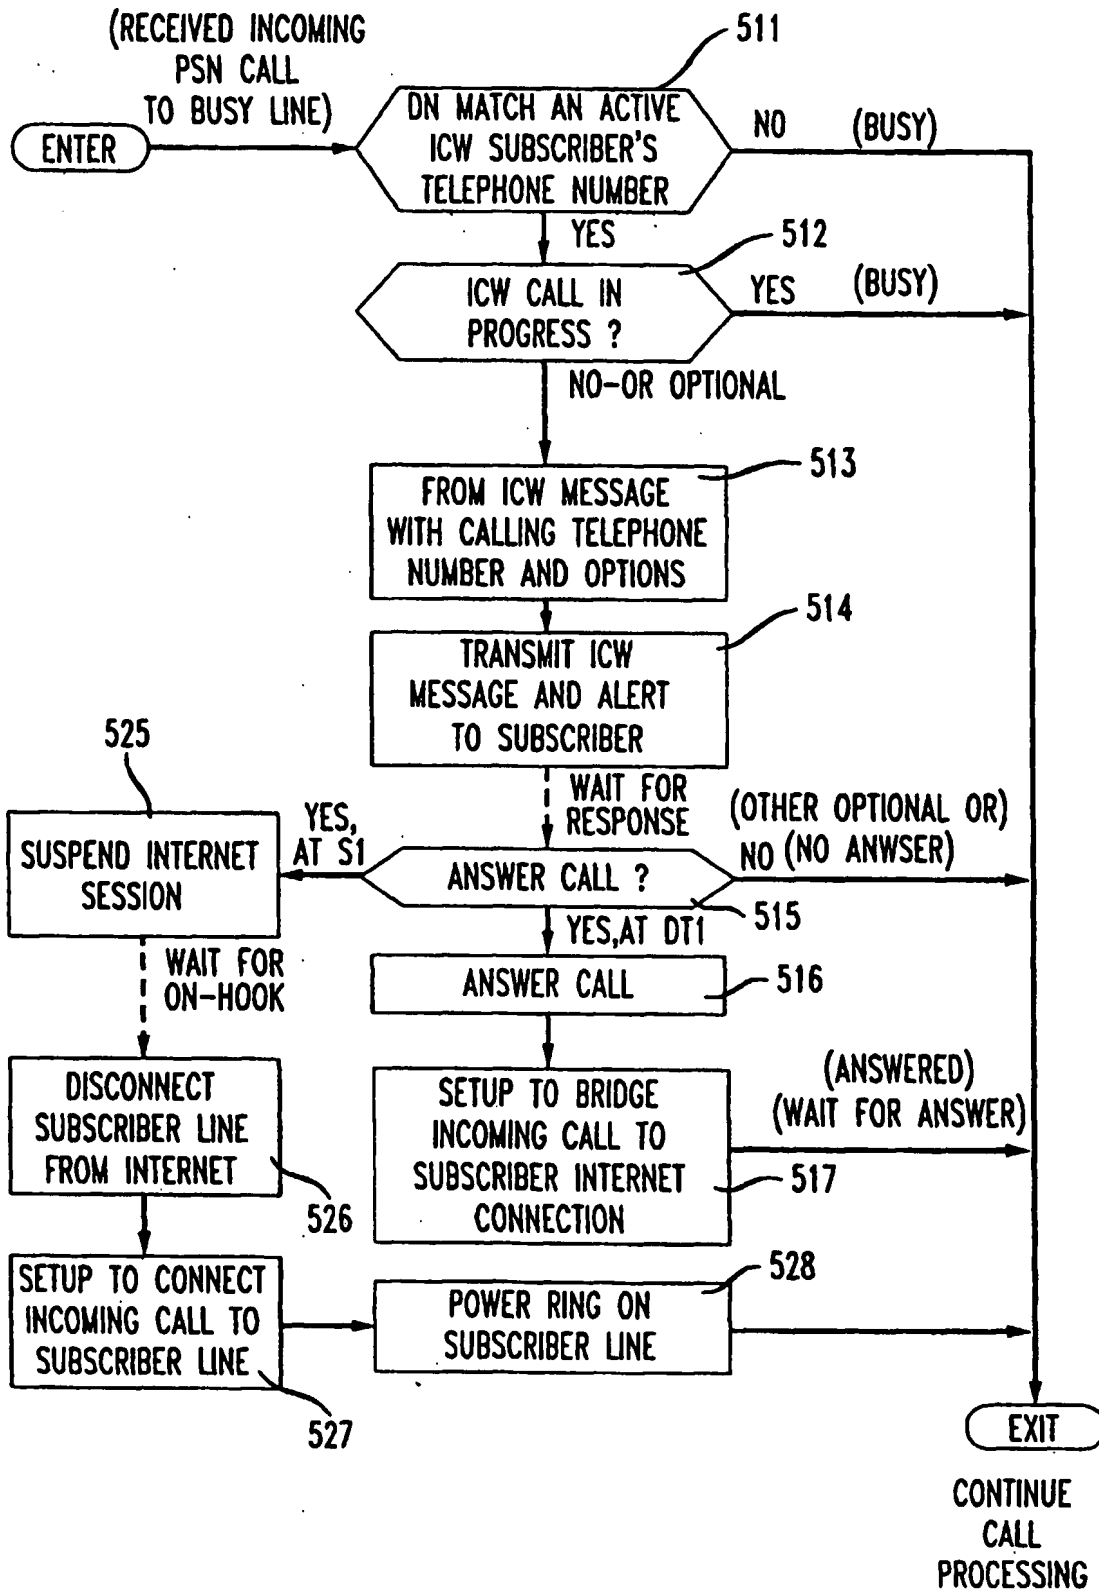 (RECEIVED INCOMING
PSN CALL
TO BUSY LINE)
ENTER
511
DN MATCH AN ACTIVE
ICW SUBSCRIBER'S
TELEPHONE NUMBER
NO (BUSY)
YES
512
ICW CALL IN
PROGRESS ?
YES (BUSY)
NO-OR OPTIONAL
513
FROM ICW MESSAGE
WITH CALLING TELEPHONE
NUMBER AND OPTIONS
514
TRANSMIT ICW
MESSAGE AND ALERT
TO SUBSCRIBER
WAIT FOR
RESPONSE
525
SUSPEND INTERNET
SESSION
YES,
AT S1
ANSWER CALL ?
(OTHER OPTIONAL OR)
NO (NO ANWSER)
515
YES,AT DT1
WAIT FOR
ON-HOOK
ANSWER CALL
516
DISCONNECT
SUBSCRIBER LINE
FROM INTERNET
526
SETUP TO BRIDGE
INCOMING CALL TO
SUBSCRIBER INTERNET
CONNECTION
(ANSWERED)
(WAIT FOR ANSWER)
517
SETUP TO CONNECT
INCOMING CALL TO
SUBSCRIBER LINE
527
POWER RING ON
SUBSCRIBER LINE
528
EXIT
CONTINUE
CALL
PROCESSING